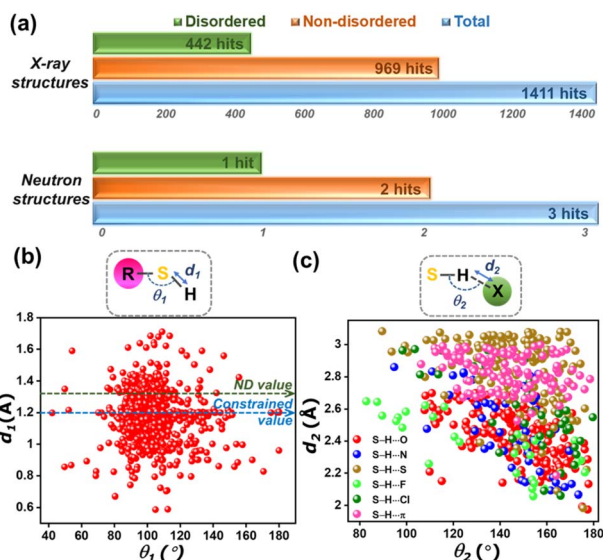 (a)
Disordered Non-disordered Total
X-ray structures
442 hits
969 hits
1411 hits
0 200 400 600 800 1000 1200 1400
Neutron structures
1 hit
2 hits
3 hits
0 1 2 3
(b)
R S H d₁ θ₁
d₁(Å)
1.8
1.6
1.4
1.2
1.0
0.8
0.6
0.4
ND value
Constrained
value
40 60 80 100 120 140 160 180
θ₁ (°)
(c)
S H X d₂ θ₂
d₂ (Å)
3.0
2.8
2.6
2.4
2.2
2.0
S–H···O
S–H···N
S–H···S
S–H···F
S–H···Cl
S–H···π
80 100 120 140 160 180
θ₂ (°)